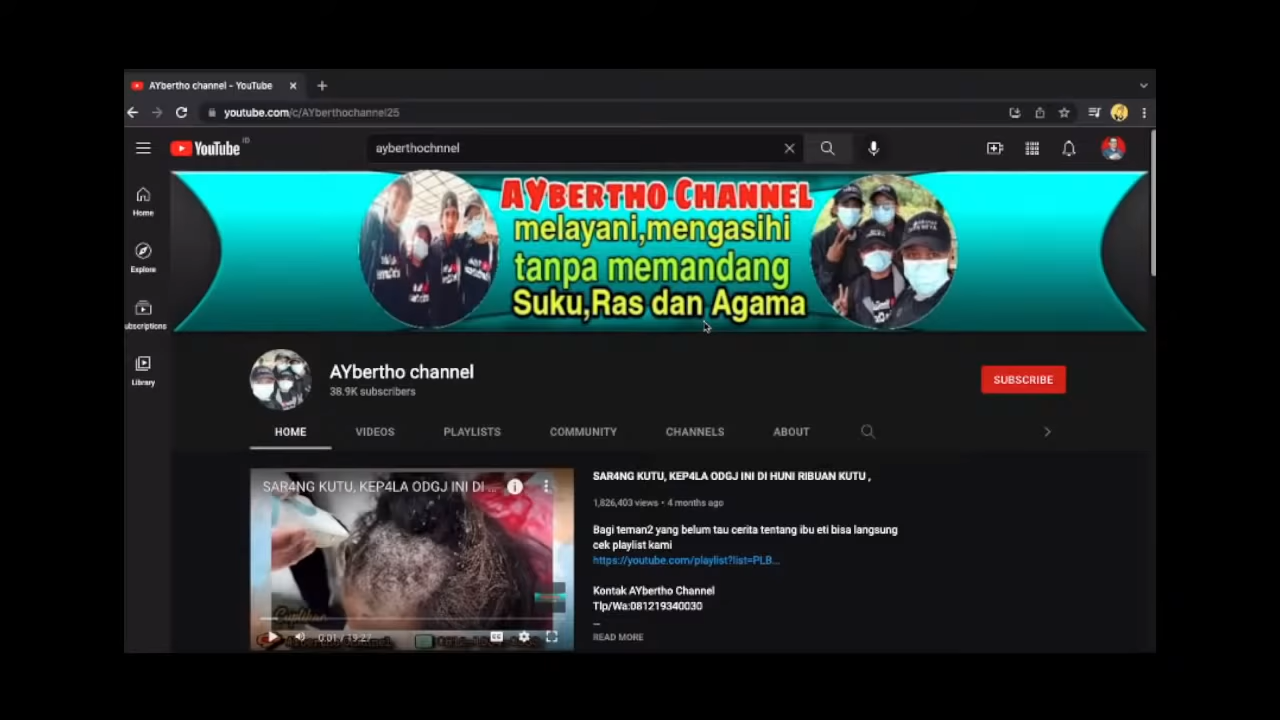 AYbertho channel - YouTube
youtube.com/c/AYberthochannel25
YouTube ID
ayberthochnnel
Home
Explore
ubscriptions
Library
AYBERTHO CHANNEL
melayani,mengasihi
tanpa memandang
Suku,Ras dan Agama
AYbertho channel
38.9K subscribers
SUBSCRIBE
HOME
VIDEOS
PLAYLISTS
COMMUNITY
CHANNELS
ABOUT
SAR4NG KUTU, KEP4LA ODGJ INI DI ...
Cuplikan
0:01 / 19:27
SAR4NG KUTU, KEP4LA ODGJ INI DI HUNI RIBUAN KUTU ,
1,826,403 views • 4 months ago
Bagi teman2 yang belum tau cerita tentang ibu eti bisa langsung
cek playlist kami
https://youtube.com/playlist?list=PLB...
Kontak AYbertho Channel
Tlp/Wa:081219340030
...
READ MORE